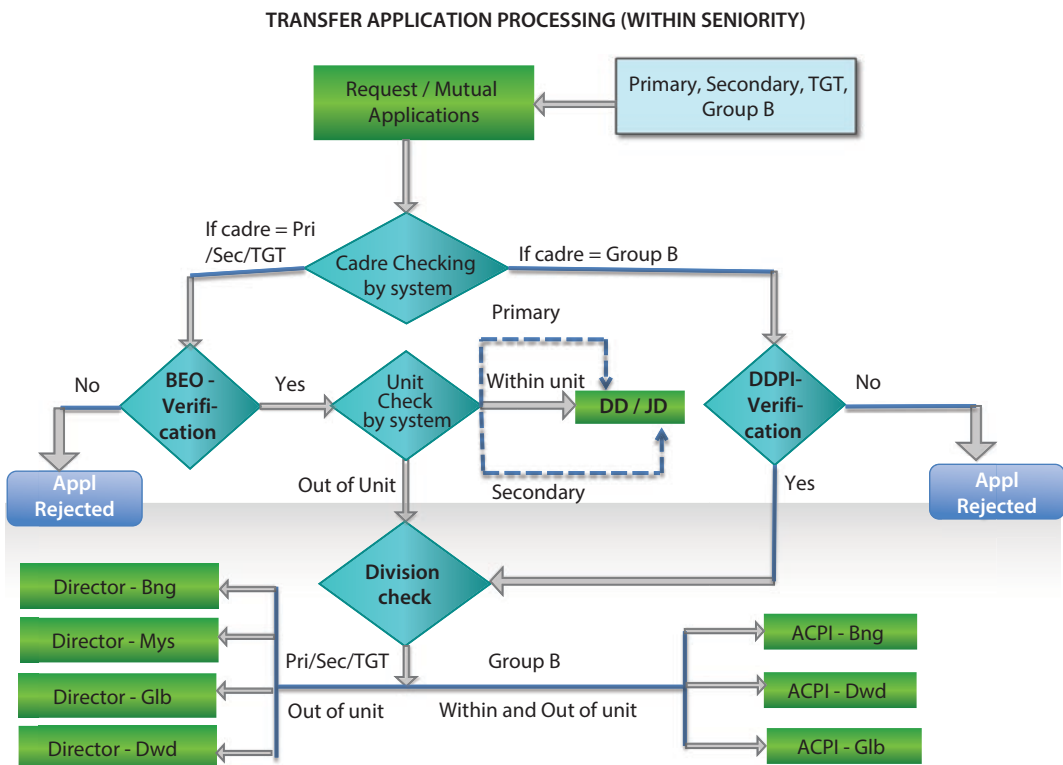 TRANSFER APPLICATION PROCESSING (WITHIN SENIORITY)
Request / Mutual
Applications
Primary, Secondary, TGT,
Group B
If cadre = Pri
/Sec/TGT
Cadre Checking
by system
If cadre = Group B
Primary
No
BEO -
Verifi-
cation
Yes
Unit
Check
by system
Within unit
DD / JD
DDPI-
Verifi-
cation
No
Appl
Rejected
Out of Unit
Secondary
Yes
Appl
Rejected
Division
check
Director - Bng
Director - Mys
Director - Glb
Director - Dwd
Pri/Sec/TGT
Out of unit
Group B
Within and Out of unit
ACPI - Bng
ACPI - Dwd
ACPI - Glb